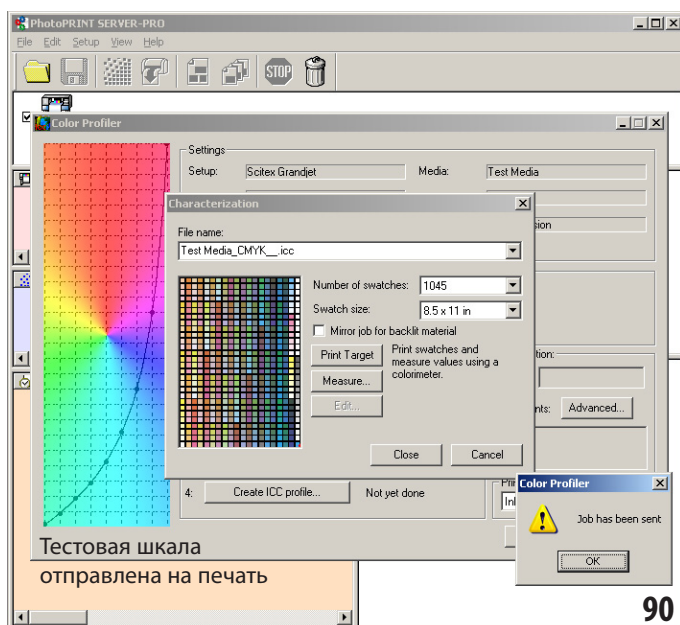 PhotoPRINT SERVER-PRO
File Edit Setup View Help
STOP
Color Profiler
Settings
Setup: Scitex Grandjet Media: Test Media
Characterization
File name:
Test Media_CMYK__.icc
Number of swatches: 1045
Swatch size: 8.5 x 11 in
Mirror job for backlit material
Print Target
Print swatches and
measure values using a
colorimeter.
Measure...
Edit...
Close Cancel
Advanced...
4: Create ICC profile... Not yet done
Color Profiler
Job has been sent
OK
Тестовая шкала
отправлена на печать
90